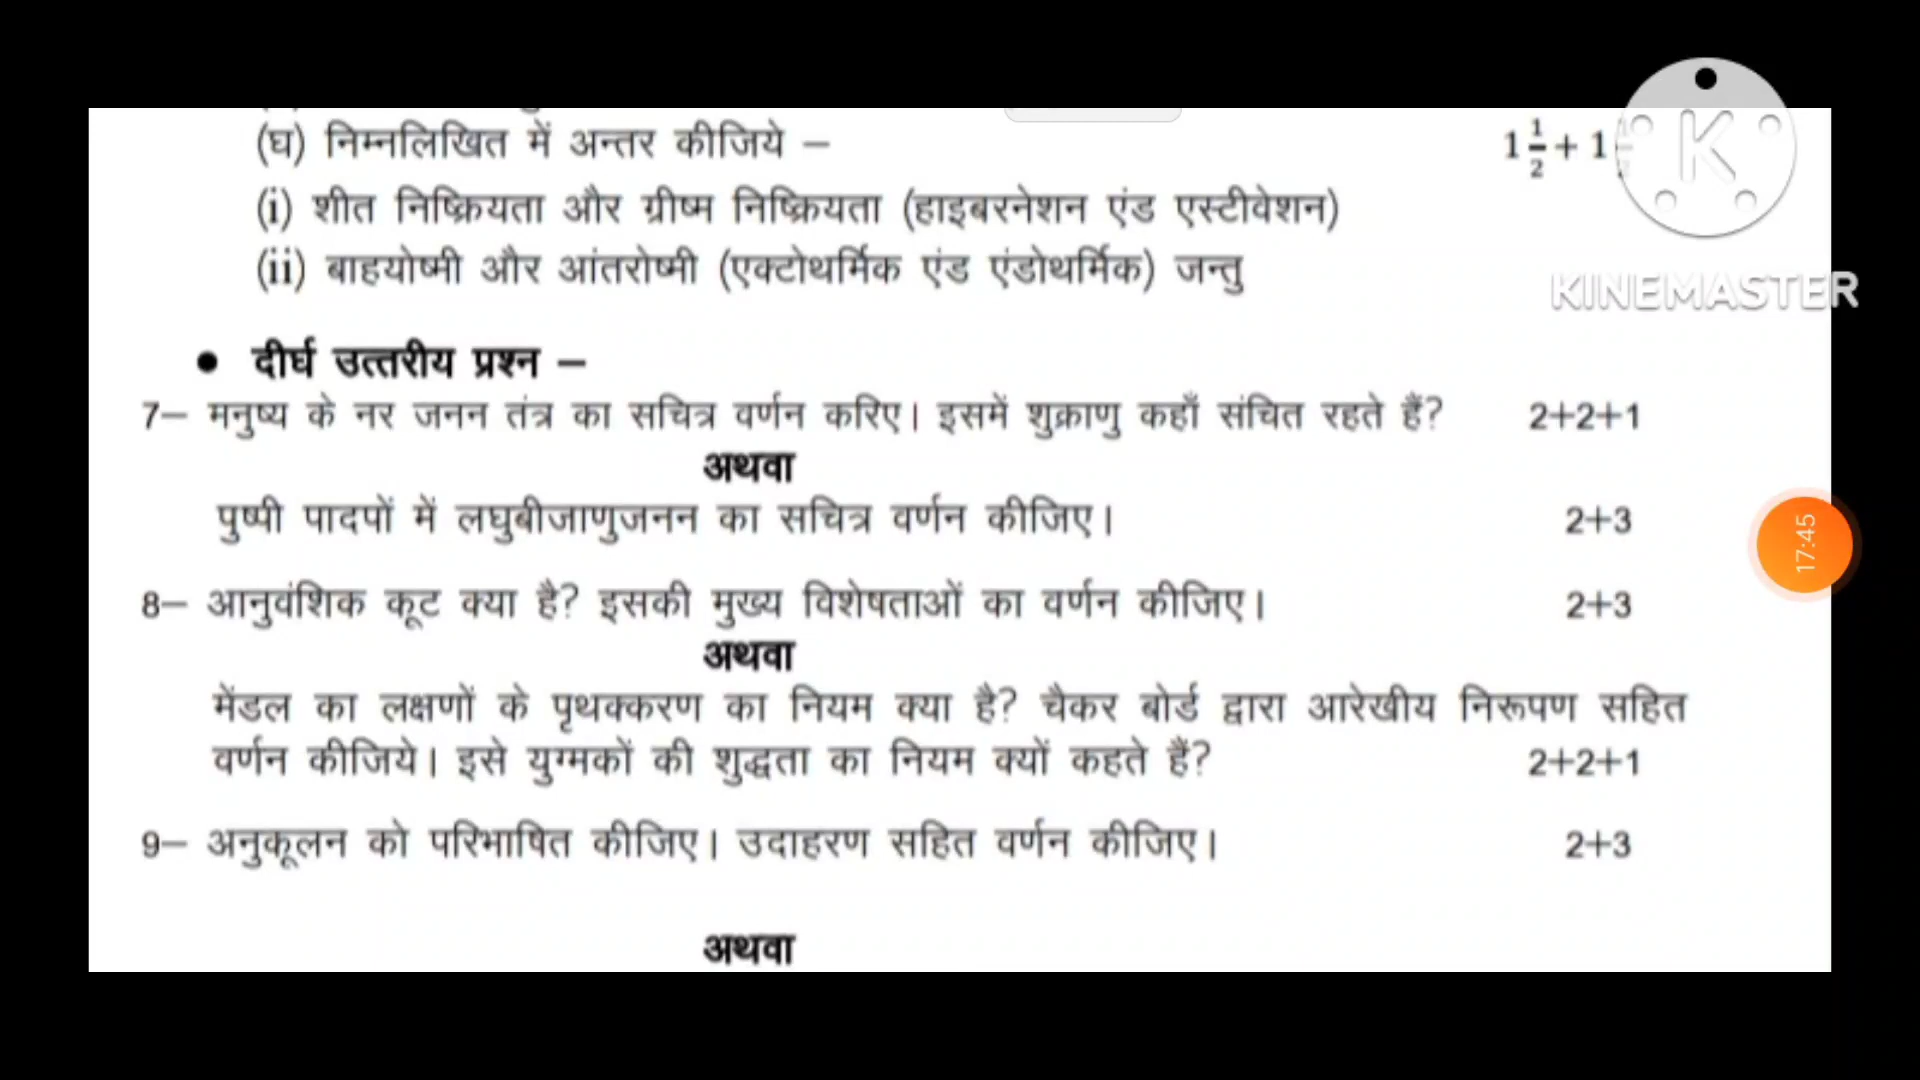 (घ) निम्नलिखित में अन्तर कीजिये – 1 1/2 + 1
(i) शीत निष्क्रियता और ग्रीष्म निष्क्रियता (हाइबरनेशन एंड एस्टीवेशन)
(ii) बाहयोष्मी और आंतरोष्मी (एक्टोथर्मिक एंड एंडोथर्मिक) जन्तु
KINEMASTER
• दीर्घ उत्तरीय प्रश्न –
7– मनुष्य के नर जनन तंत्र का सचित्र वर्णन करिए। इसमें शुक्राणु कहाँ संचित रहते हैं? 2+2+1
अथवा
पुष्पी पादपों में लघुबीजाणुजनन का सचित्र वर्णन कीजिए। 2+3
17:45
8– आनुवंशिक कूट क्या है? इसकी मुख्य विशेषताओं का वर्णन कीजिए। 2+3
अथवा
मेंडल का लक्षणों के पृथक्करण का नियम क्या है? चैकर बोर्ड द्वारा आरेखीय निरूपण सहित
वर्णन कीजिये। इसे युग्मकों की शुद्धता का नियम क्यों कहते हैं? 2+2+1
9– अनुकूलन को परिभाषित कीजिए। उदाहरण सहित वर्णन कीजिए। 2+3
अथवा